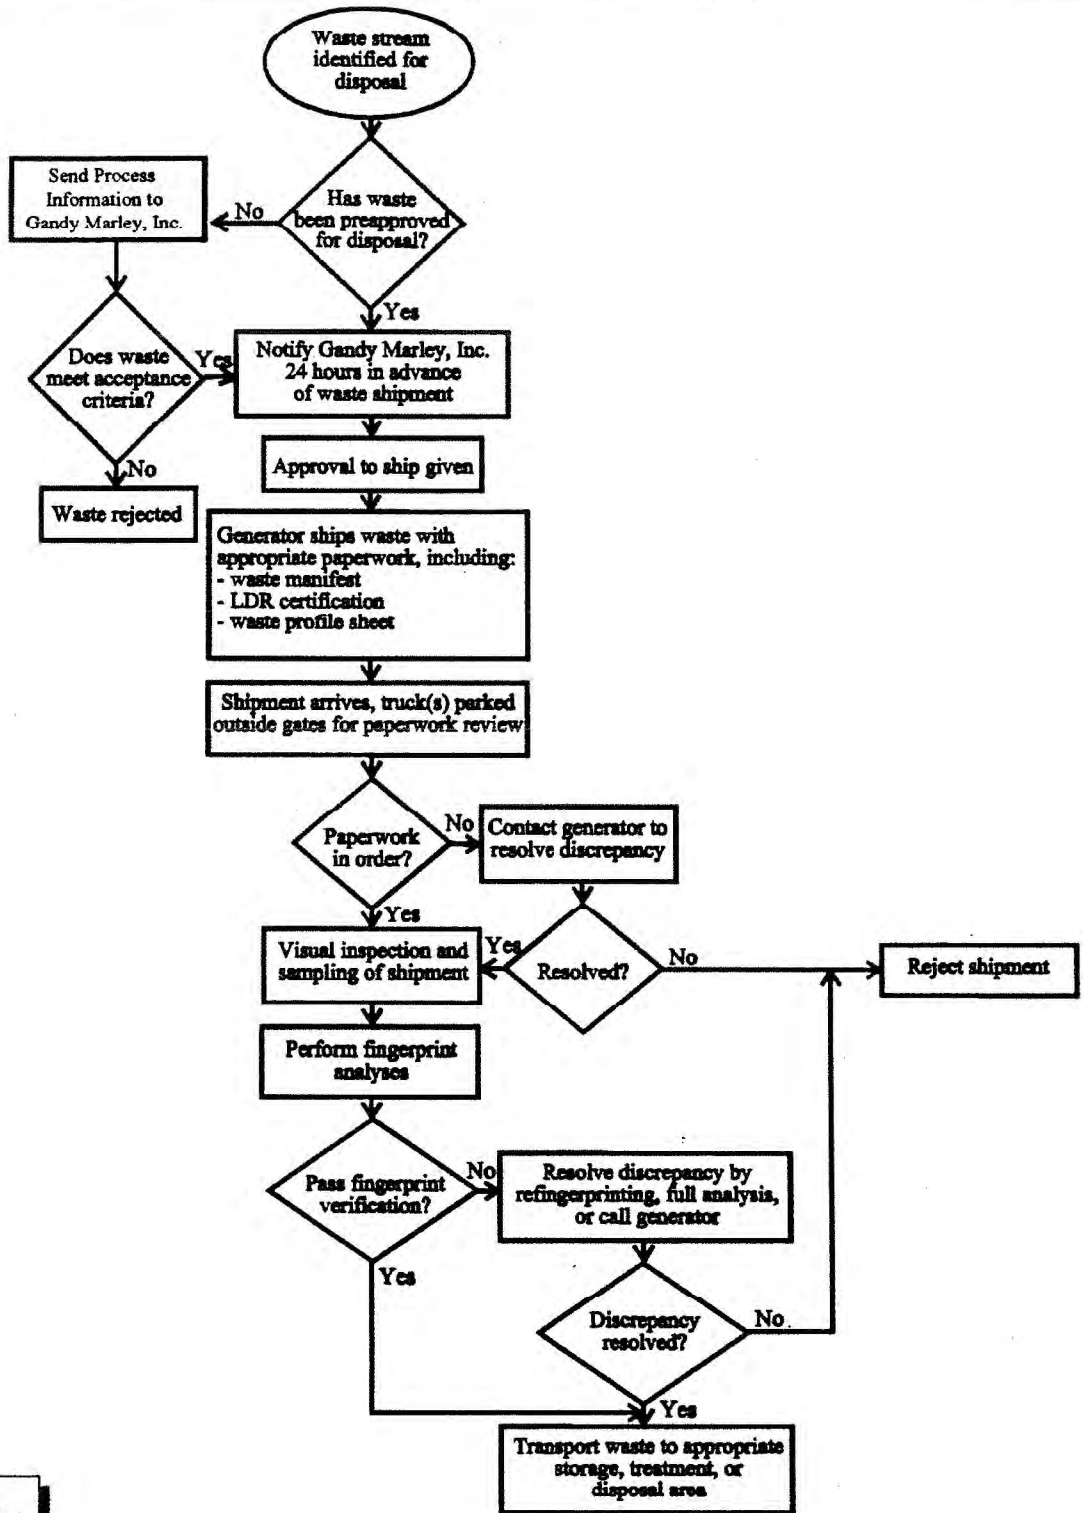 Waste stream
identified for
disposal
Has waste
been preapproved
for disposal?
No
Send Process
Information to
Gandy Marley, Inc.
Yes
Does waste
meet acceptance
criteria?
Yes
No
Waste rejected
Notify Gandy Marley, Inc.
24 hours in advance
of waste shipment
Approval to ship given
Generator ships waste with
appropriate paperwork, including:
- waste manifest
- LDR certification
- waste profile sheet
Shipment arrives, truck(s) parked
outside gates for paperwork review
Paperwork
in order?
No
Contact generator to
resolve discrepancy
Yes
Resolved?
Yes
No
Reject shipment
Visual inspection and
sampling of shipment
Perform fingerprint
analyses
Pass fingerprint
verification?
No
Resolve discrepancy by
refingerprinting, full analysis,
or call generator
Yes
Discrepancy
resolved?
No
Yes
Transport waste to appropriate
storage, treatment, or
disposal area